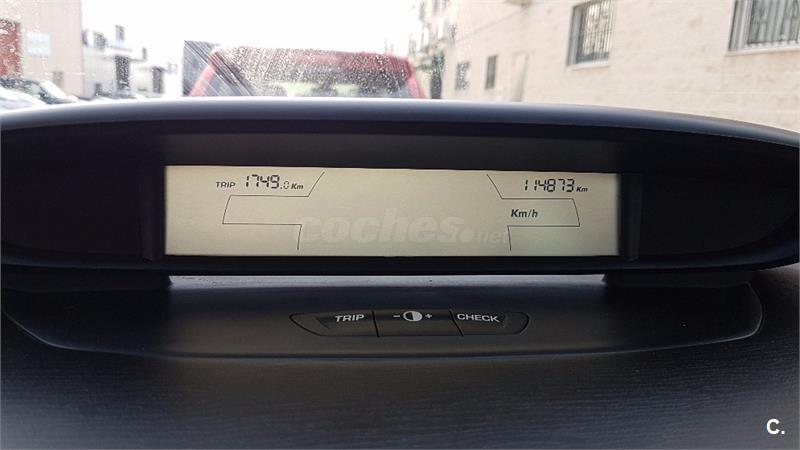 TRIP 1749.0 Km
114873 Km
Km/h
coches.net
TRIP - + CHECK
C.